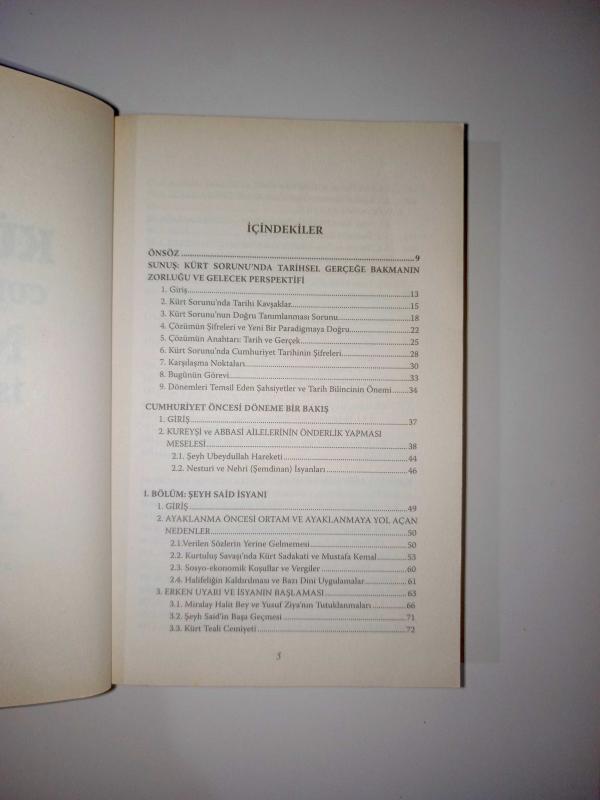 İÇİNDEKİLER
ÖNSÖZ ........ 9
SUNUŞ: KÜRT SORUNU'NDA TARİHSEL GERÇEĞE BAKMANIN
ZORLUĞU VE GELECEK PERSPEKTİFİ
1. Giriş ........ 13
2. Kürt Sorunu'nda Tarihi Kavşaklar ........ 15
3. Kürt Sorunu'nun Doğru Tanımlanması Sorunu ........ 18
4. Çözümün Şifreleri ve Yeni Bir Paradigmaya Doğru ........ 22
5. Çözümün Anahtarı: Tarih ve Gerçek ........ 25
6. Kürt Sorunu'nda Cumhuriyet Tarihinin Şifreleri ........ 28
7. Karşılaşma Noktaları ........ 30
8. Bugünün Görevi ........ 33
9. Dönemleri Temsil Eden Şahsiyetler ve Tarih Bilincinin Önemi ........ 34
CUMHURİYET ÖNCESİ DÖNEME BİR BAKIŞ
1. GİRİŞ ........ 37
2. KUREYŞİ ve ABBASİ AİLELERİNİN ÖNDERLİK YAPMASI
MESELESİ ........ 38
2.1. Şeyh Ubeydullah Hareketi ........ 44
2.2. Nesturi ve Nehri (Şemdinan) İsyanları ........ 46
I. BÖLÜM: ŞEYH SAİD İSYANI
1. GİRİŞ ........ 49
2. AYAKLANMA ÖNCESİ ORTAM VE AYAKLANMAYA YOL AÇAN
NEDENLER ........ 50
2.1.Verilen Sözlerin Yerine Gelmemesi ........ 50
2.2. Kurtuluş Savaşı'nda Kürt Sadakati ve Mustafa Kemal ........ 53
2.3. Sosyo-ekonomik Koşullar ve Vergiler ........ 60
2.4. Halifeliğin Kaldırılması ve Bazı Dini Uygulamalar ........ 61
3. ERKEN UYARI VE İSYANIN BAŞLAMASI ........ 63
3.1. Miralay Halit Bey ve Yusuf Ziya'nın Tutuklanmaları ........ 66
3.2. Şeyh Said'in Başa Geçmesi ........ 71
3.3. Kürt Teali Cemiyeti ........ 72
5